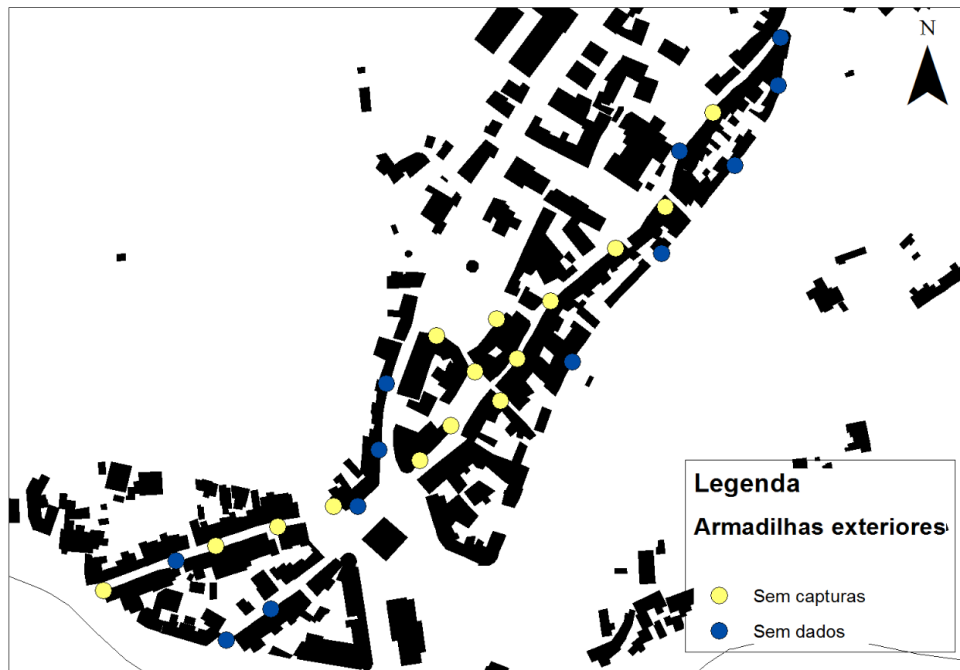 N
Legenda
Armadilhas exteriores
Sem capturas
Sem dados